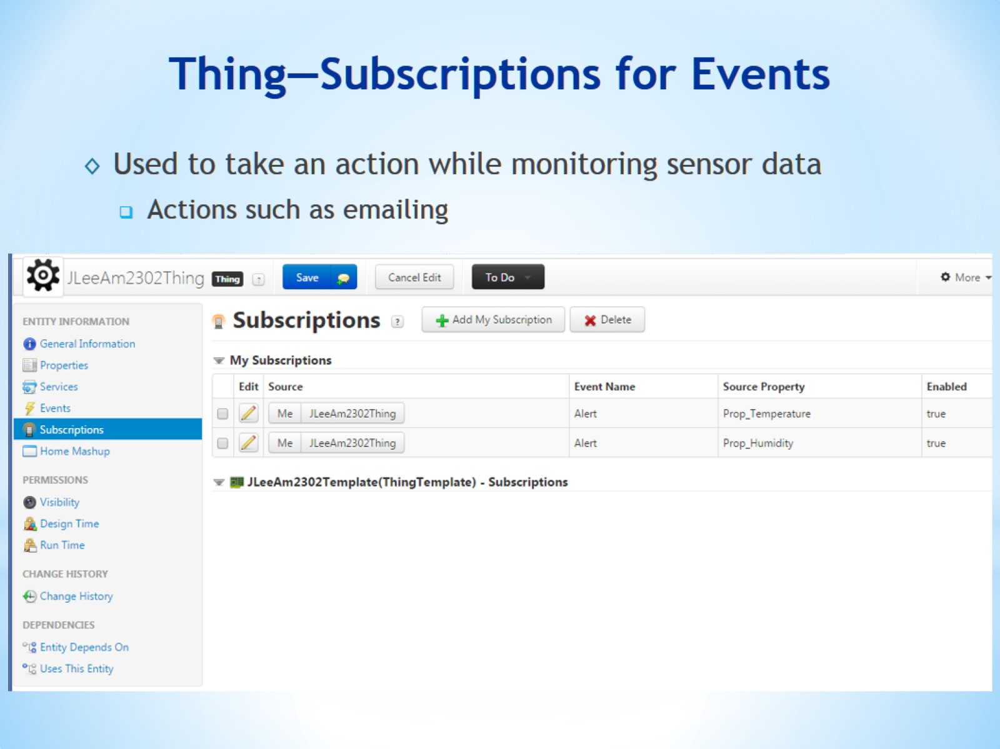 Thing—Subscriptions for Events
Used to take an action while monitoring sensor data
Actions such as emailing
JLeeAm2302Thing Thing ? Save Cancel Edit To Do More
ENTITY INFORMATION
General Information
Properties
Services
Events
Subscriptions
Home Mashup
PERMISSIONS
Visibility
Design Time
Run Time
CHANGE HISTORY
Change History
DEPENDENCIES
Entity Depends On
Uses This Entity
Subscriptions ? Add My Subscription Delete
My Subscriptions
Edit Source Event Name Source Property Enabled
Me JLeeAm2302Thing Alert Prop_Temperature true
Me JLeeAm2302Thing Alert Prop_Humidity true
JLeeAm2302Template(ThingTemplate) - Subscriptions